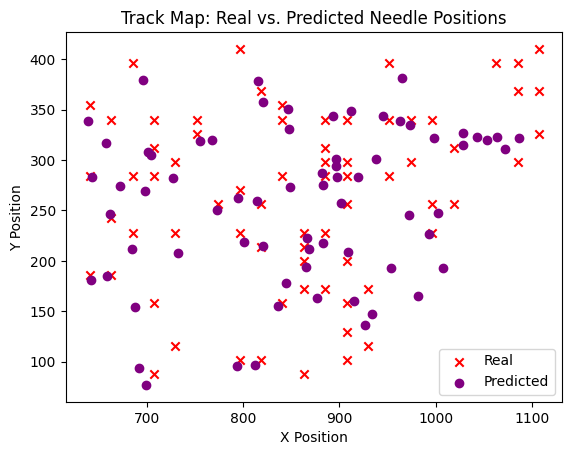 Track Map: Real vs. Predicted Needle Positions
Y Position
400
350
300
250
200
150
100
700
800
900
1000
1100
X Position
Real
Predicted